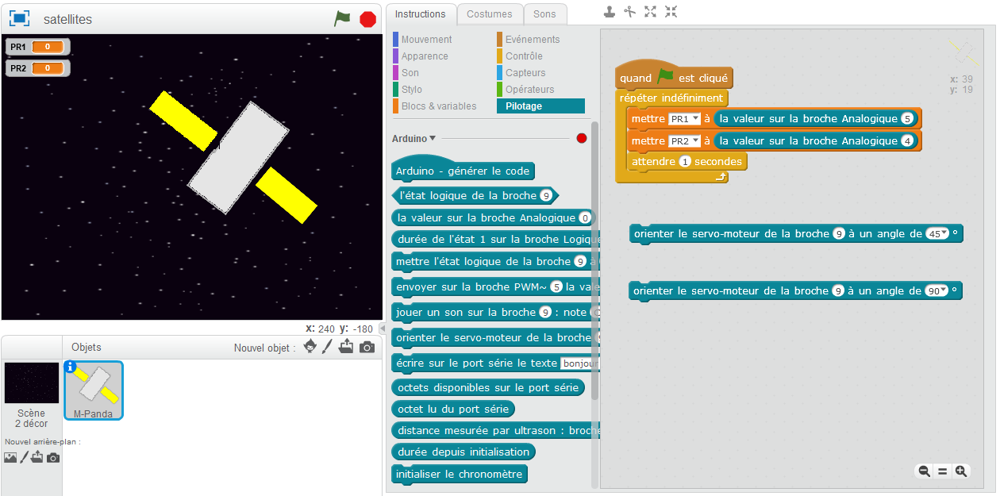 satellites
PR1 0
PR2 0
x: 240 y: -180
Objets
Nouvel objet :
Scène
2 décor
Nouvel arrière-plan :
M-Panda
Instructions Costumes Sons
Mouvement Evénements
Apparence Contrôle
Son Capteurs
Stylo Opérateurs
Blocs & variables Pilotage
Arduino
Arduino - générer le code
l'état logique de la broche 9
la valeur sur la broche Analogique 0
durée de l'état 1 sur la broche Logique
mettre l'état logique de la broche 9 à
envoyer sur la broche PWM~ 5 la vale
jouer un son sur la broche 9 : note
orienter le servo-moteur de la broche
écrire sur le port série le texte bonjour
octets disponibles sur le port série
octet lu du port série
distance mesurée par ultrason : broche
durée depuis initialisation
initialiser le chronomètre
x: 39
y: 19
quand est cliqué
répéter indéfiniment
mettre PR1 à la valeur sur la broche Analogique 5
mettre PR2 à la valeur sur la broche Analogique 4
attendre 1 secondes
orienter le servo-moteur de la broche 9 à un angle de 45 °
orienter le servo-moteur de la broche 9 à un angle de 90 °